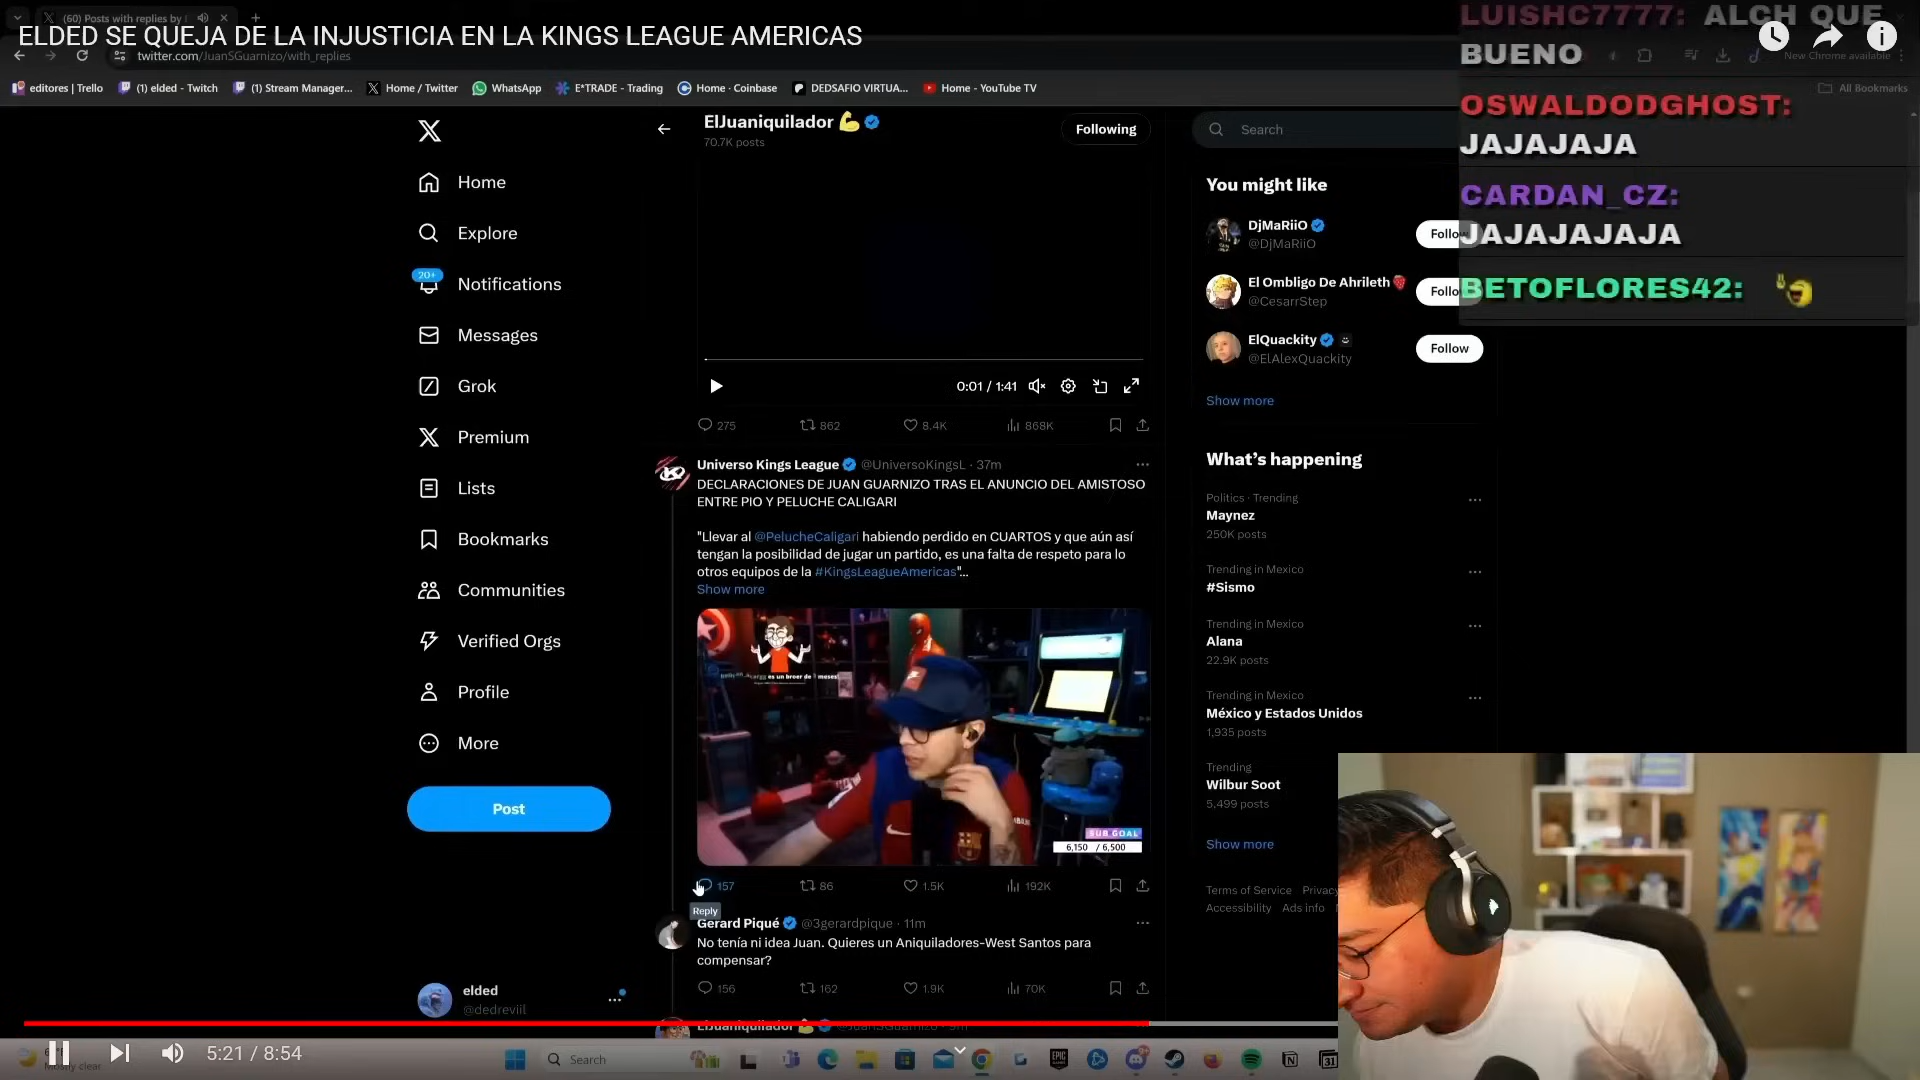 (60) Posts with replies by
ELDED SE QUEJA DE LA INJUSTICIA EN LA KINGS LEAGUE AMERICAS
twitter.com/JuanSGuarnizo/with_replies
New Chrome available
editores | Trello
(1) elded - Twitch
(1) Stream Manager...
Home / Twitter
WhatsApp
E*TRADE - Trading
Home - Coinbase
DEDSAFIO VIRTUA...
Home - YouTube TV
All Bookmarks
LUISHC7777: ALCH QUE
BUENO
OSWALDODGHOST:
JAJAJAJA
CARDAN_CZ:
JAJAJAJAJA
BETOFLORES42:
Home
Explore
20+
Notifications
Messages
Grok
Premium
Lists
Bookmarks
Communities
Verified Orgs
Profile
More
Post
elded
@dedreviil
ElJuaniquilador
70.7K posts
Following
0:01 / 1:41
275
862
8.4K
868K
Universo Kings League @UniversoKingsL · 37m
DECLARACIONES DE JUAN GUARNIZO TRAS EL ANUNCIO DEL AMISTOSO
ENTRE PIO Y PELUCHE CALIGARI
"Llevar al @PelucheCaligari habiendo perdido en CUARTOS y que aún así
tengan la posibilidad de jugar un partido, es una falta de respeto para lo
otros equipos de la #KingsLeagueAmericas"...
Show more
es un broer de
meses
SUB GOAL
6,150 / 6,500
157
86
1.5K
192K
Reply
Gerard Piqué @3gerardpique · 11m
No tenía ni idea Juan. Quieres un Aniquiladores-West Santos para
compensar?
156
162
1.9K
70K
ElJuaniquilador @JuanSGuarnizo · 9m
Search
You might like
DjMaRiiO
@DjMaRiiO
Follow
El Ombligo De Ahrileth
@CesarrStep
Follow
ElQuackity
@ElAlexQuackity
Follow
Show more
What's happening
Politics · Trending
Maynez
250K posts
Trending in Mexico
#Sismo
Trending in Mexico
Alana
22.9K posts
Trending in Mexico
México y Estados Unidos
1,935 posts
Trending
Wilbur Soot
5,499 posts
Show more
Terms of Service Privacy
Accessibility Ads info
5:21 / 8:54
Mostly clear
Search
EPIC
31